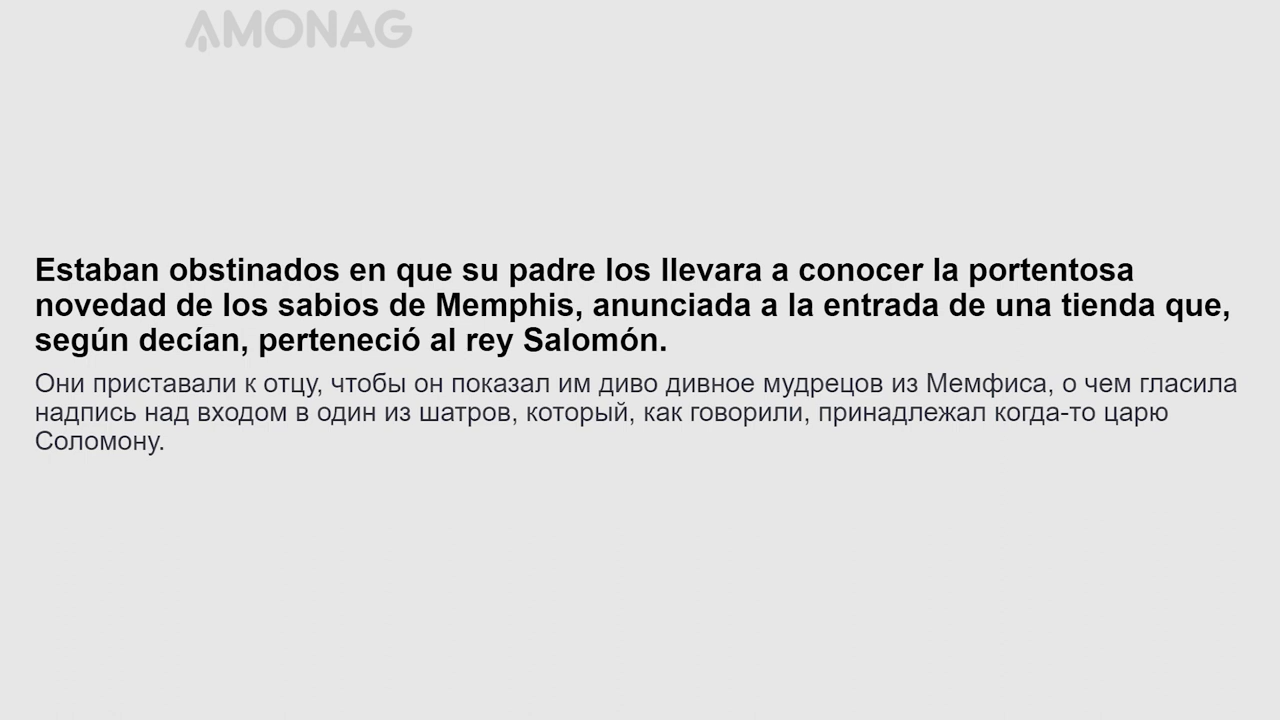 AMONAG
Estaban obstinados en que su padre los llevara a conocer la portentosa
novedad de los sabios de Memphis, anunciada a la entrada de una tienda que,
según decían, perteneció al rey Salomón.
Они приставали к отцу, чтобы он показал им диво дивное мудрецов из Мемфиса, о чем гласила
надпись над входом в один из шатров, который, как говорили, принадлежал когда-то царю
Соломону.